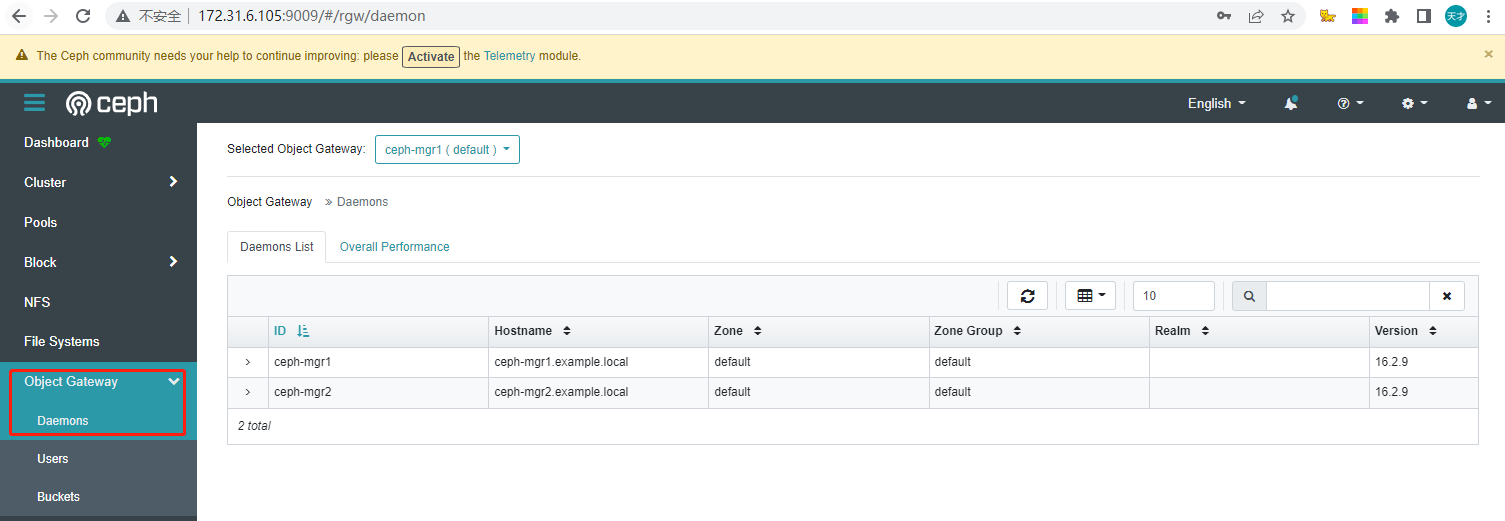 不安全 | 172.31.6.105:9009/#/rgw/daemon
天才
The Ceph community needs your help to continue improving: please Activate the Telemetry module.
ceph
English
Dashboard
Cluster
Pools
Block
NFS
File Systems
Object Gateway
Daemons
Users
Buckets
Selected Object Gateway: ceph-mgr1 ( default )
Object Gateway » Daemons
Daemons List Overall Performance
10
ID Hostname Zone Zone Group Realm Version
ceph-mgr1 ceph-mgr1.example.local default default 16.2.9
ceph-mgr2 ceph-mgr2.example.local default default 16.2.9
2 total